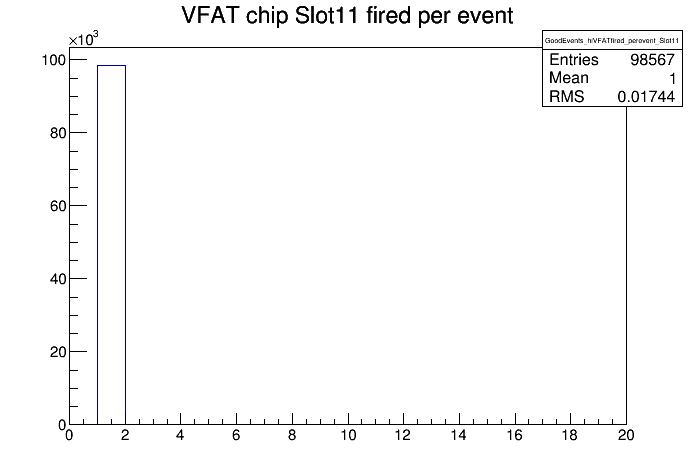 VFAT chip Slot11 fired per event
×10³
GoodEvents_hiVFATfired_perevent_Slot11
Entries 98567
Mean 1
RMS 0.01744
100
80
60
40
20
0
0 2 4 6 8 10 12 14 16 18 20